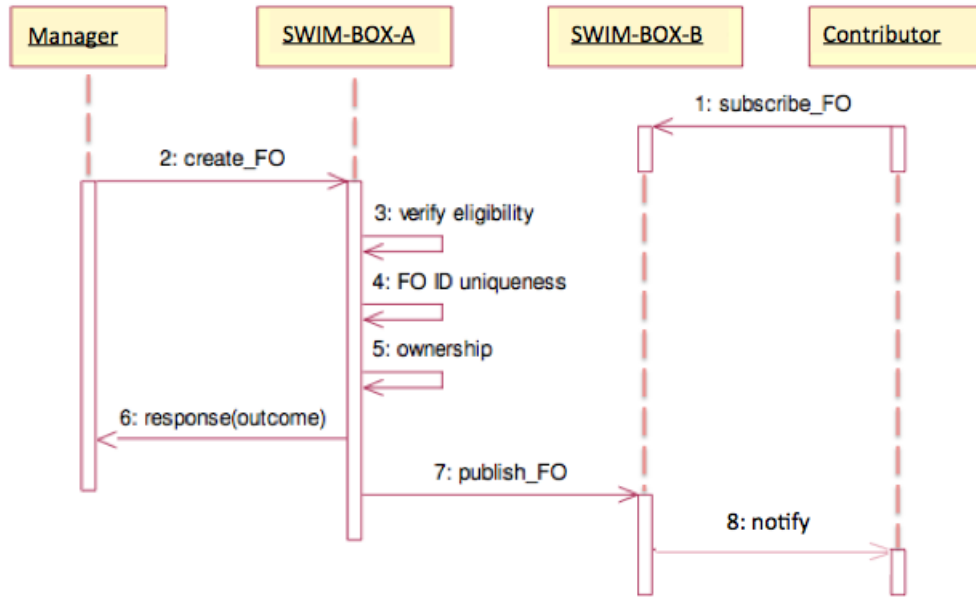 Manager
SWIM-BOX-A
SWIM-BOX-B
Contributor
1: subscribe_FO
2: create_FO
3: verify eligibility
4: FO ID uniqueness
5: ownership
6: response(outcome)
7: publish_FO
8: notify